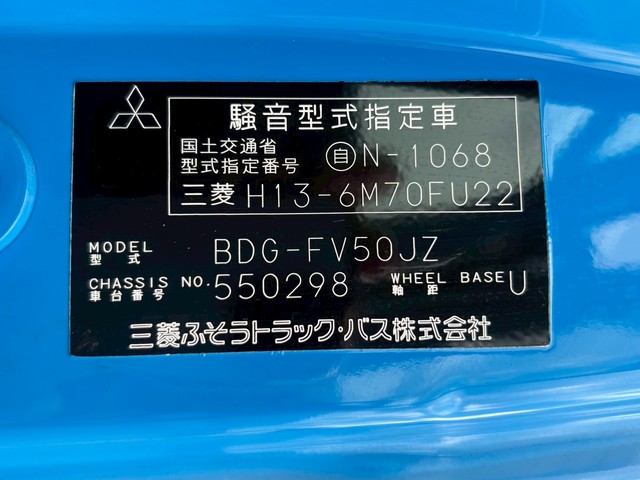 騒音型式指定車
国土交通省
型式指定番号 自 N-1068
三菱 H13-6M70FU22
MODEL
型式 BDG-FV50JZ
CHASSIS NO.
車台番号 550298 WHEEL BASE
軸距 U
三菱ふそうトラック・バス株式会社